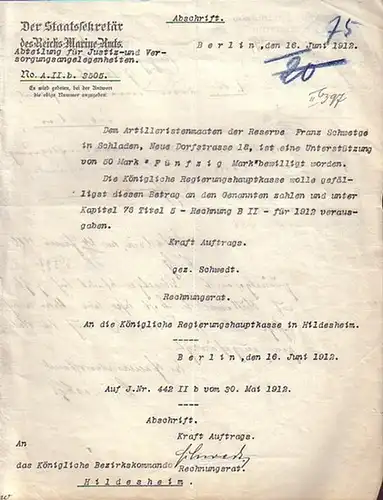 Abschrift.
75
Der Staatssekretär
des Reichs-Marine-Amts.
Abteilung für Justiz-und Ver-
sorgungsangelegenheiten.
Berlin, den 16. Juni 1912.
80
No. A.II.b. 3805.
Es wird gebeten, bei der Antwort
die obige Nummer anzugeben.
Dem Artilleristenmaaten der Reserve Franz Schwetge
in Schladen, Neue Dorfstrasse 18, ist eine Unterstützung
von 50 Mark "Fünfzig Mark" bewilligt worden.
Die Königliche Regierungshauptkasse wolle gefäl-
ligst diesen Betrag an den Genannten zahlen und unter
Kapitel 76 Titel 5 - Rechnung B II - für 1912 veraus-
gaben.
Kraft Auftrags.
gez. Schwedt.
Rechnungsrat.
An die Königliche Regierungshauptkasse in Hildesheim.
-----
Berlin, den 16 Juni 1912.
Auf J.Nr. 442 II b vom 30. Mai 1912.
-----
Abschrift.
Kraft Auftrags.
An
das Königliche Bezirkskommando
Rechnungsrat.
Hildesheim.